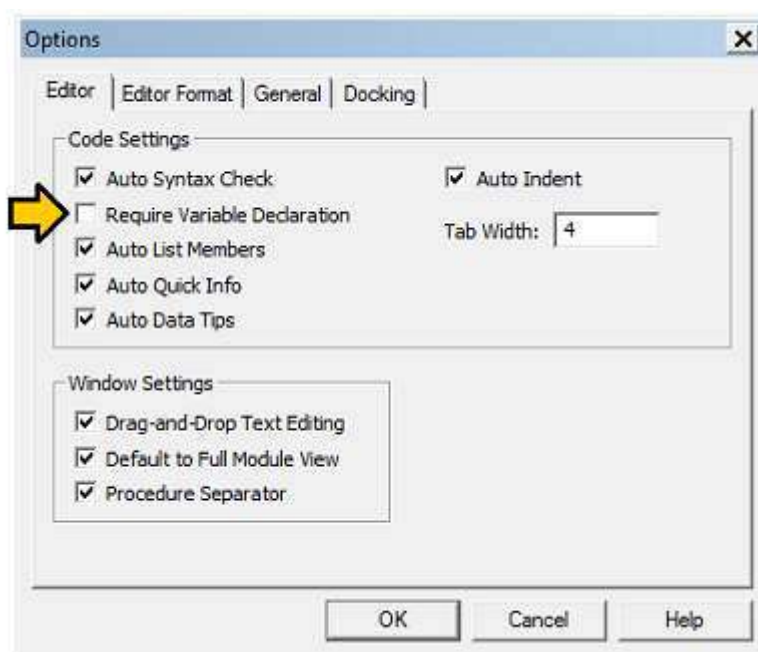 Options
Editor Editor Format General Docking
Code Settings
Auto Syntax Check Auto Indent
Require Variable Declaration
Tab Width: 4
Auto List Members
Auto Quick Info
Auto Data Tips
Window Settings
Drag-and-Drop Text Editing
Default to Full Module View
Procedure Separator
OK Cancel Help